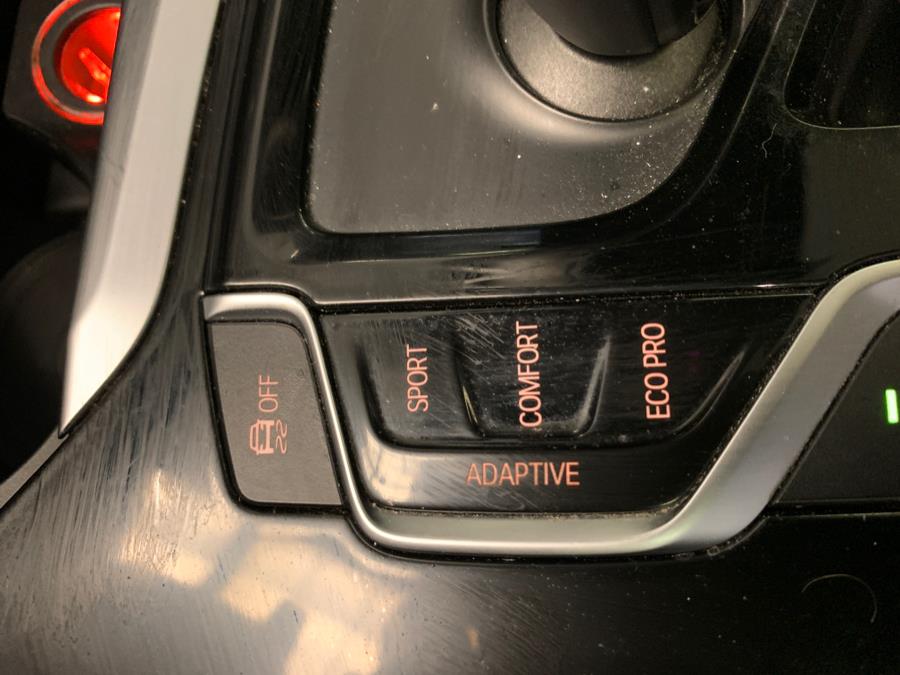 OFF
SPORT
COMFORT
ECO PRO
ADAPTIVE